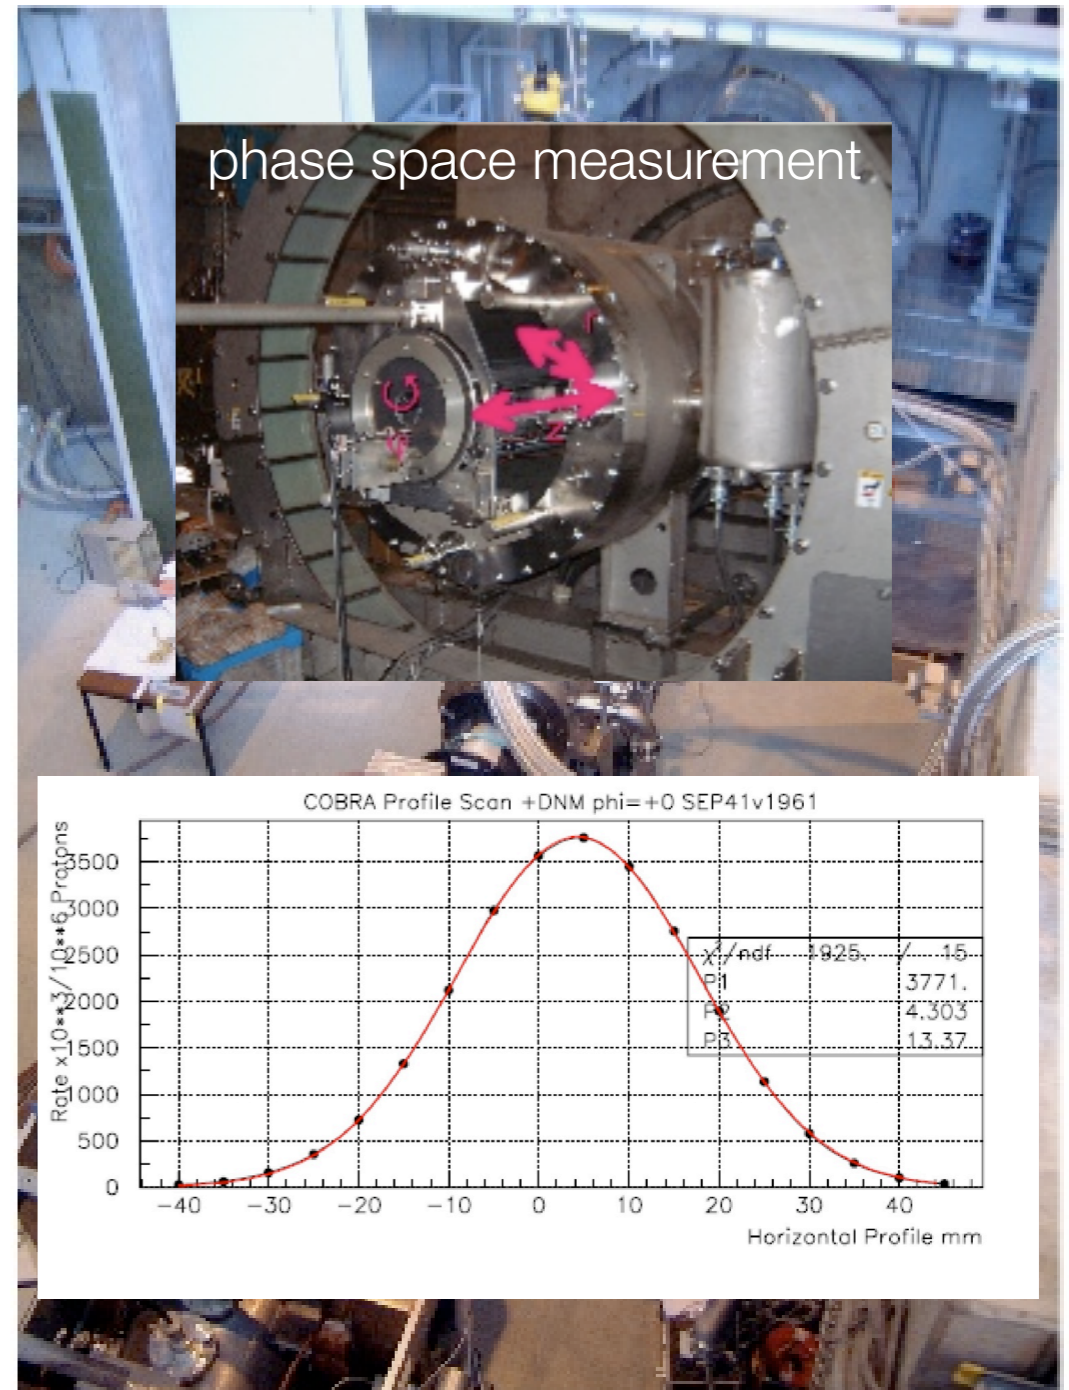 phase space measurement
r
z
φ
COBRA Profile Scan +DNM phi=+0 SEP41v1961
Rate x10**3/10**6 Protons
3500
3000
2500
2000
1500
1000
500
0
χ²/ndf 1925. / 15
P1 3771.
P2 4.303
P3 13.37
−40 −30 −20 −10 0 10 20 30 40
Horizontal Profile mm